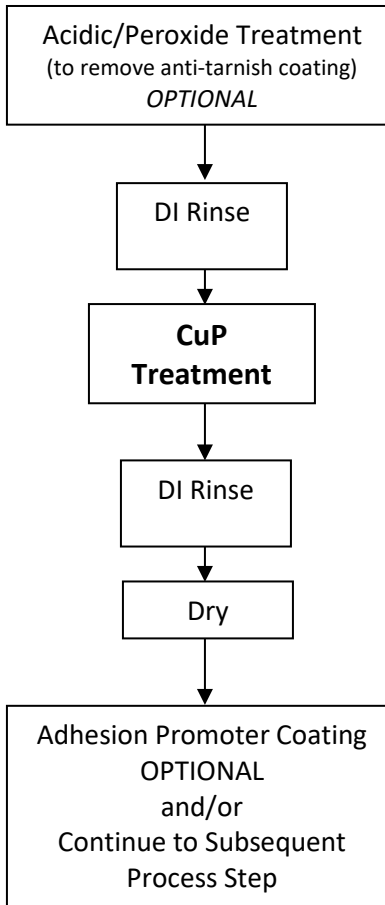 Acidic/Peroxide Treatment
(to remove anti-tarnish coating)
OPTIONAL
DI Rinse
CuP
Treatment
DI Rinse
Dry
Adhesion Promoter Coating
OPTIONAL
and/or
Continue to Subsequent
Process Step